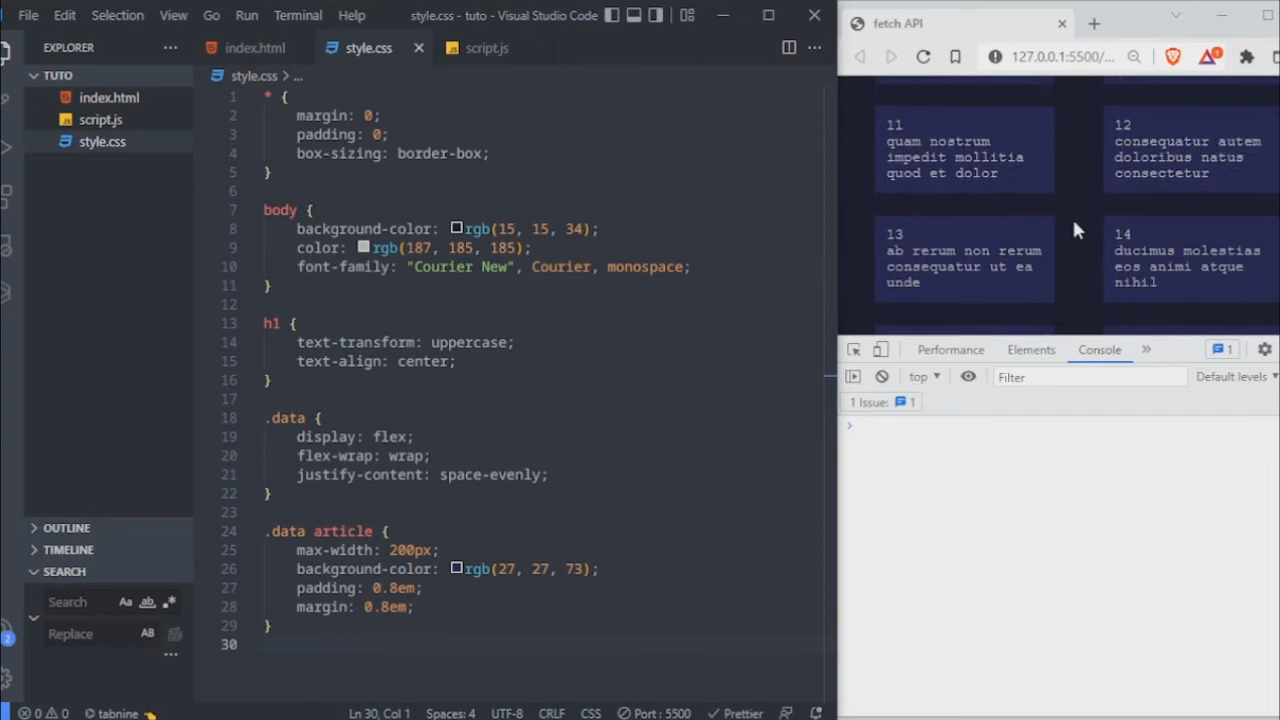 File Edit Selection View Go Run Terminal Help style.css - tuto - Visual Studio Code
EXPLORER
TUTO
index.html
script.js
style.css
OUTLINE
TIMELINE
SEARCH
Search Aa ab
Replace AB
2
index.html style.css script.js
style.css > ...
1 * {
2 margin: 0;
3 padding: 0;
4 box-sizing: border-box;
5 }
6
7 body {
8 background-color: rgb(15, 15, 34);
9 color: rgb(187, 185, 185);
10 font-family: "Courier New", Courier, monospace;
11 }
12
13 h1 {
14 text-transform: uppercase;
15 text-align: center;
16 }
17
18 .data {
19 display: flex;
20 flex-wrap: wrap;
21 justify-content: space-evenly;
22 }
23
24 .data article {
25 max-width: 200px;
26 background-color: rgb(27, 27, 73);
27 padding: 0.8em;
28 margin: 0.8em;
29 }
30
0 0 tabnine Ln 30, Col 1 Spaces: 4 UTF-8 CRLF CSS Port : 5500 Prettier
fetch API
127.0.0.1:5500/... 1
11
quam nostrum
impedit mollitia
quod et dolor
12
consequatur autem
doloribus natus
consectetur
13
ab rerum non rerum
consequatur ut ea
unde
14
ducimus molestias
eos animi atque
nihil
Performance Elements Console » 1
top Filter Default levels
1 Issue: 1